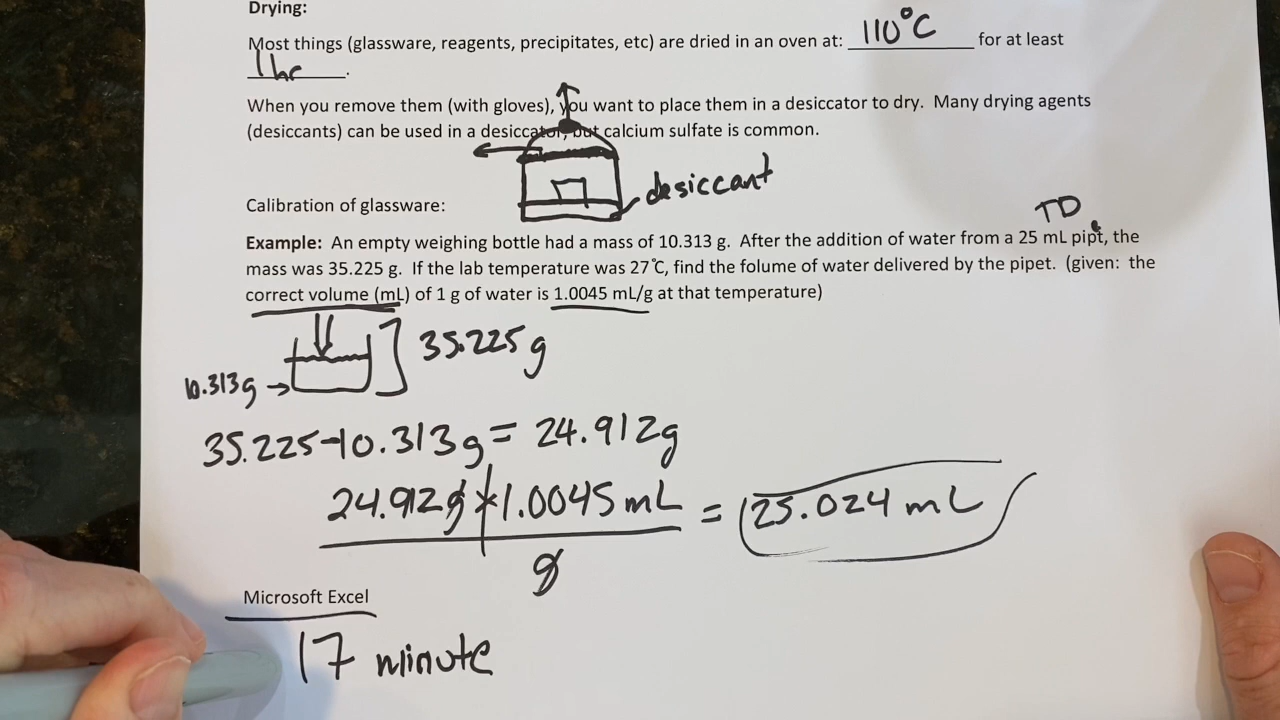 Drying:
Most things (glassware, reagents, precipitates, etc) are dried in an oven at: 110°C for at least
1 hr.
When you remove them (with gloves), you want to place them in a desiccator to dry. Many drying agents
(desiccants) can be used in a desiccator, but calcium sulfate is common.
desiccant
Calibration of glassware:
TD
Example: An empty weighing bottle had a mass of 10.313 g. After the addition of water from a 25 mL pipet, the
mass was 35.225 g. If the lab temperature was 27℃, find the folume of water delivered by the pipet. (given: the
correct volume (mL) of 1 g of water is 1.0045 mL/g at that temperature)
35.225 g
10.313g →
35.225-10.313g = 24.912g
24.912g * 1.0045 mL = 25.024 mL
g
Microsoft Excel
17 minute